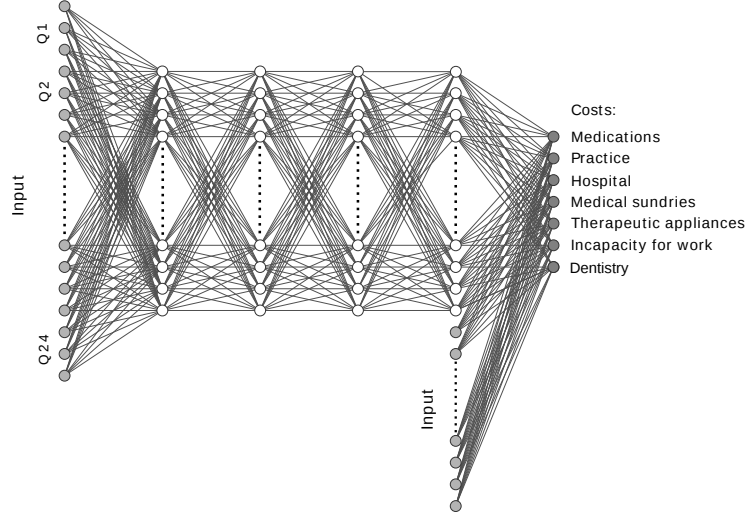 Q1
Q2
Input
Q24
Costs:
Medications
Practice
Hospital
Medical sundries
Therapeutic appliances
Incapacity for work
Dentistry
Input